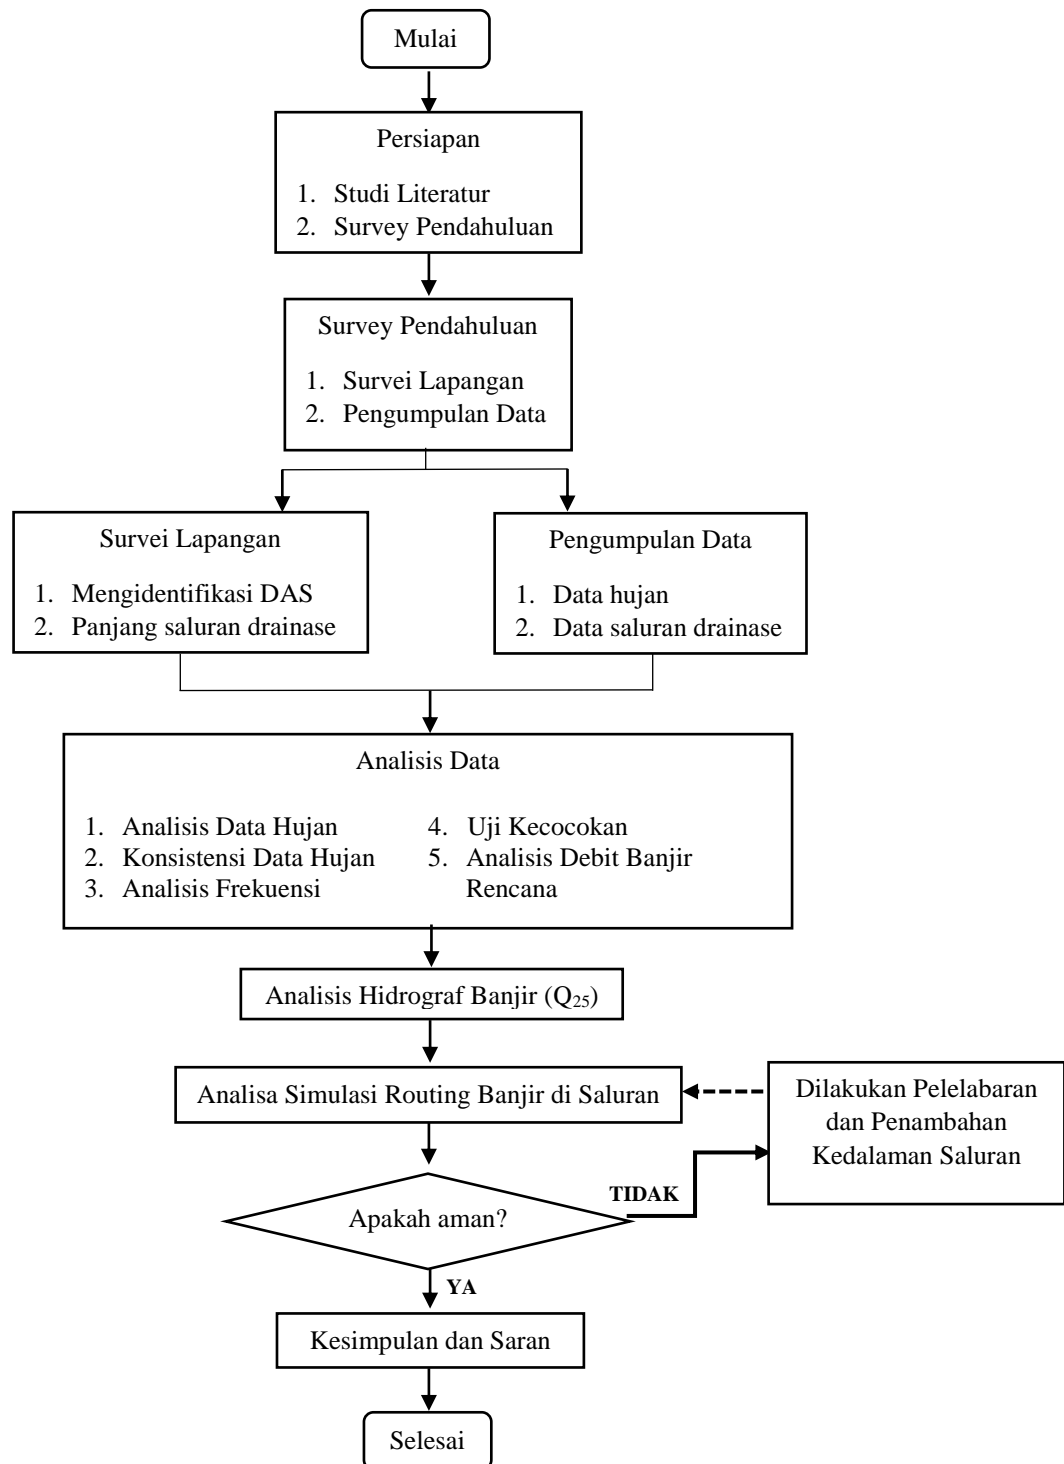 Mulai
Persiapan
1. Studi Literatur
2. Survey Pendahuluan
Survey Pendahuluan
1. Survei Lapangan
2. Pengumpulan Data
Survei Lapangan
1. Mengidentifikasi DAS
2. Panjang saluran drainase
Pengumpulan Data
1. Data hujan
2. Data saluran drainase
Analisis Data
1. Analisis Data Hujan
2. Konsistensi Data Hujan
3. Analisis Frekuensi
4. Uji Kecocokan
5. Analisis Debit Banjir
Rencana
Analisis Hidrograf Banjir (Q₂₅)
Analisa Simulasi Routing Banjir di Saluran
Dilakukan Pelelabaran
dan Penambahan
Kedalaman Saluran
TIDAK
Apakah aman?
YA
Kesimpulan dan Saran
Selesai